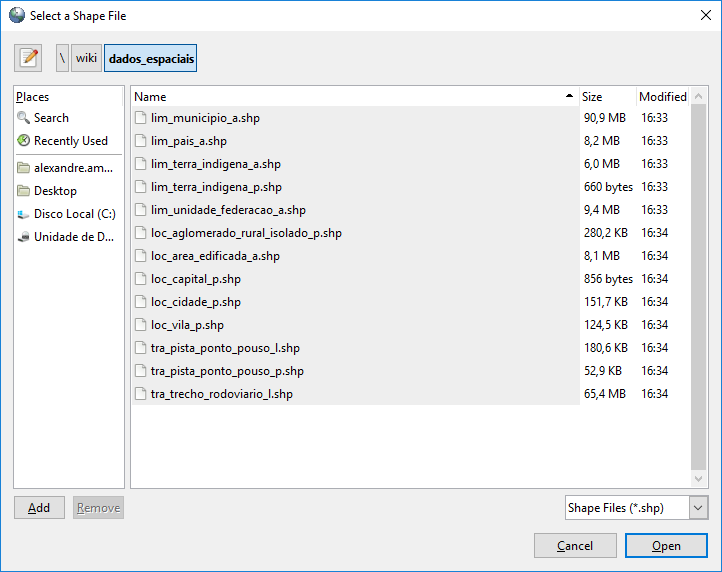 Select a Shape File
\ wiki dados_espaciais
Places
Search
Recently Used
alexandre.am...
Desktop
Disco Local (C:)
Unidade de D...
Name Size Modified
lim_municipio_a.shp 90,9 MB 16:33
lim_pais_a.shp 8,2 MB 16:33
lim_terra_indigena_a.shp 6,0 MB 16:33
lim_terra_indigena_p.shp 660 bytes 16:33
lim_unidade_federacao_a.shp 9,4 MB 16:33
loc_aglomerado_rural_isolado_p.shp 280,2 KB 16:34
loc_area_edificada_a.shp 8,1 MB 16:34
loc_capital_p.shp 856 bytes 16:34
loc_cidade_p.shp 151,7 KB 16:34
loc_vila_p.shp 124,5 KB 16:34
tra_pista_ponto_pouso_l.shp 180,6 KB 16:34
tra_pista_ponto_pouso_p.shp 52,9 KB 16:34
tra_trecho_rodoviario_l.shp 65,4 MB 16:34
Add Remove
Shape Files (*.shp)
Cancel Open